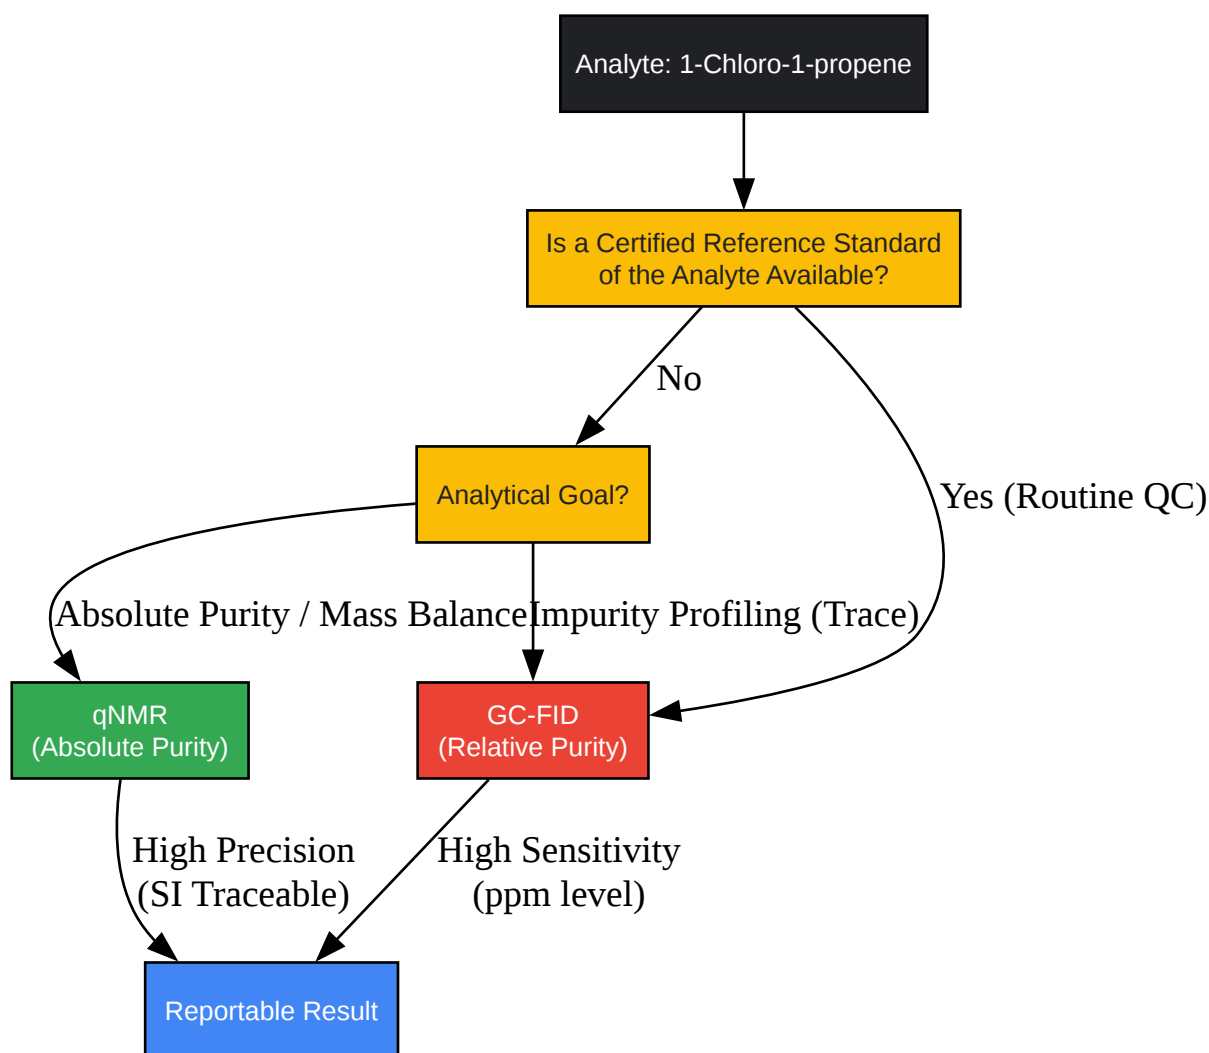 Analyte: 1-Chloro-1-propene
Is a Certified Reference Standard
of the Analyte Available?
No
Yes (Routine QC)
Analytical Goal?
Absolute Purity / Mass Balance
Impurity Profiling (Trace)
qNMR
(Absolute Purity)
GC-FID
(Relative Purity)
High Precision
(SI Traceable)
High Sensitivity
(ppm level)
Reportable Result